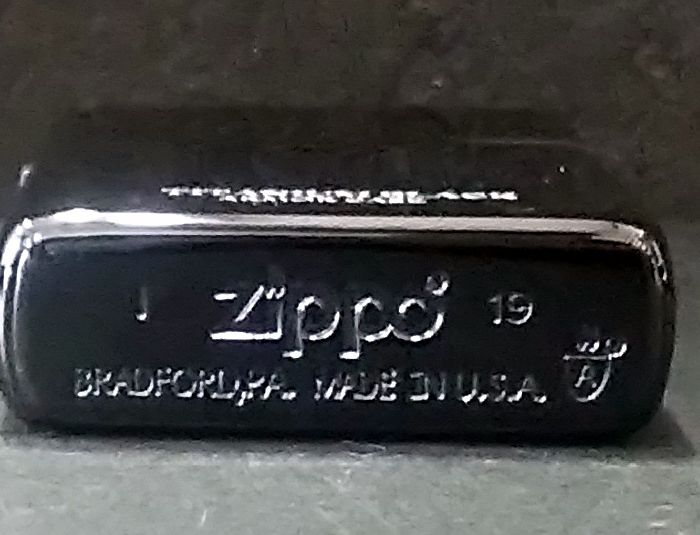 I Zippo® 19
BRADFORD,PA. MADE IN U.S.A.
A